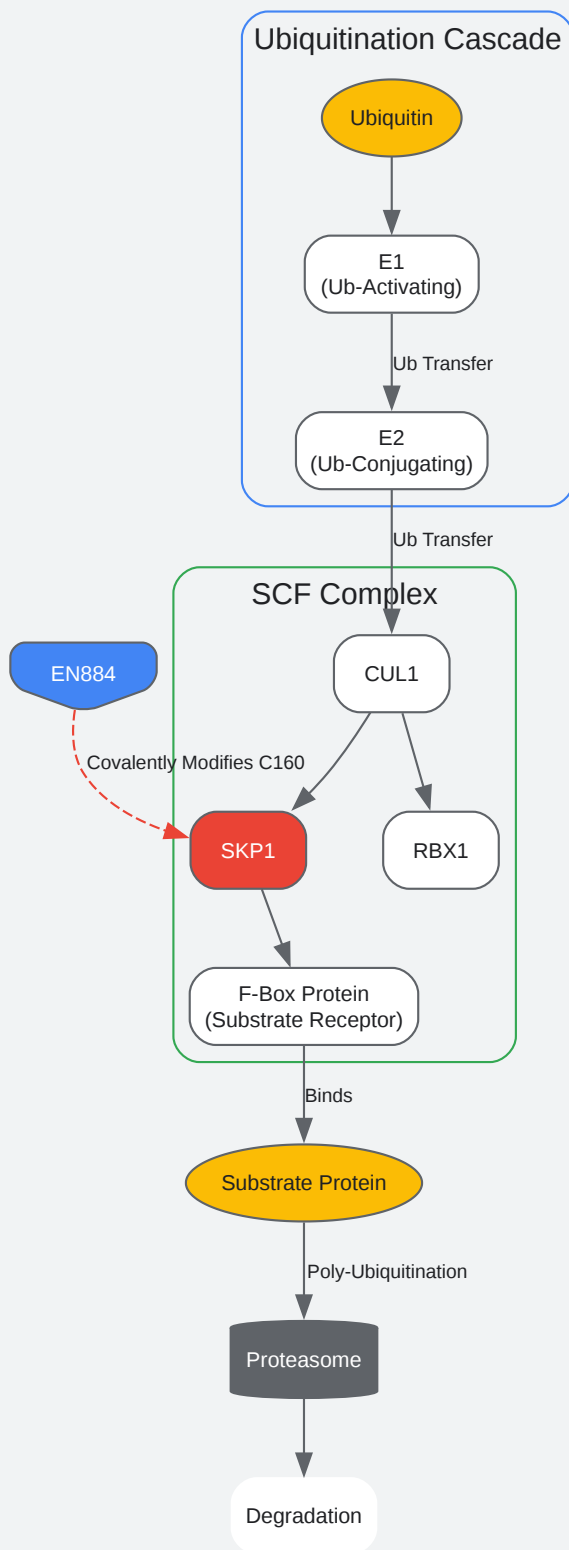 Ubiquitination Cascade
Ubiquitin
E1
(Ub-Activating)
Ub Transfer
E2
(Ub-Conjugating)
Ub Transfer
SCF Complex
EN884
CUL1
Covalently Modifies C160
SKP1
RBX1
F-Box Protein
(Substrate Receptor)
Binds
Substrate Protein
Poly-Ubiquitination
Proteasome
Degradation